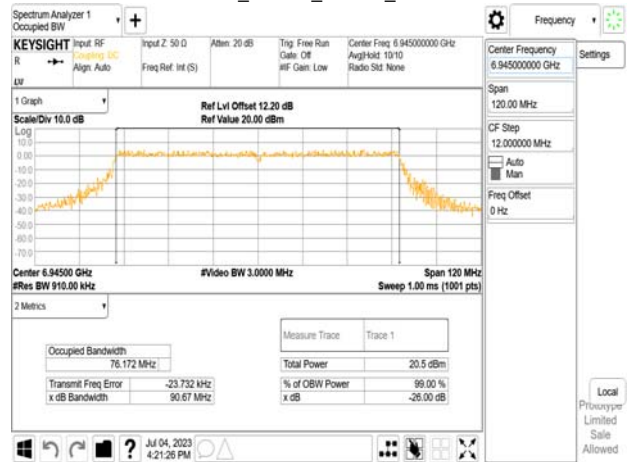 Spectrum Analyzer 1
Occupied BW
Frequency
KEYSIGHT
Input: RF
Coupling: DC
Align: Auto
Input Z: 50 Ω
Freq Ref: Int (S)
Atten: 20 dB
Trig: Free Run
Gate: Off
#IF Gain: Low
Center Freq: 6.945000000 GHz
Avg|Hold: 10/10
Radio Std: None
R
LXI
Center Frequency
6.945000000 GHz
Settings
Span
120.00 MHz
CF Step
12.000000 MHz
Auto
Man
Freq Offset
0 Hz
1 Graph
Scale/Div 10.0 dB
Ref Lvl Offset 12.20 dB
Ref Value 20.00 dBm
Log
10.0
0.00
-10.0
-20.0
-30.0
-40.0
-50.0
-60.0
-70.0
Center 6.94500 GHz
#Res BW 910.00 kHz
#Video BW 3.0000 MHz
Span 120 MHz
Sweep 1.00 ms (1001 pts)
2 Metrics
Measure Trace Trace 1
Occupied Bandwidth
76.172 MHz
Total Power 20.5 dBm
Transmit Freq Error -23.732 kHz
% of OBW Power 99.00 %
x dB Bandwidth 90.67 MHz
x dB -26.00 dB
Local
Prototype
Limited
Sale
Allowed
?
Jul 04, 2023
4:21:26 PM